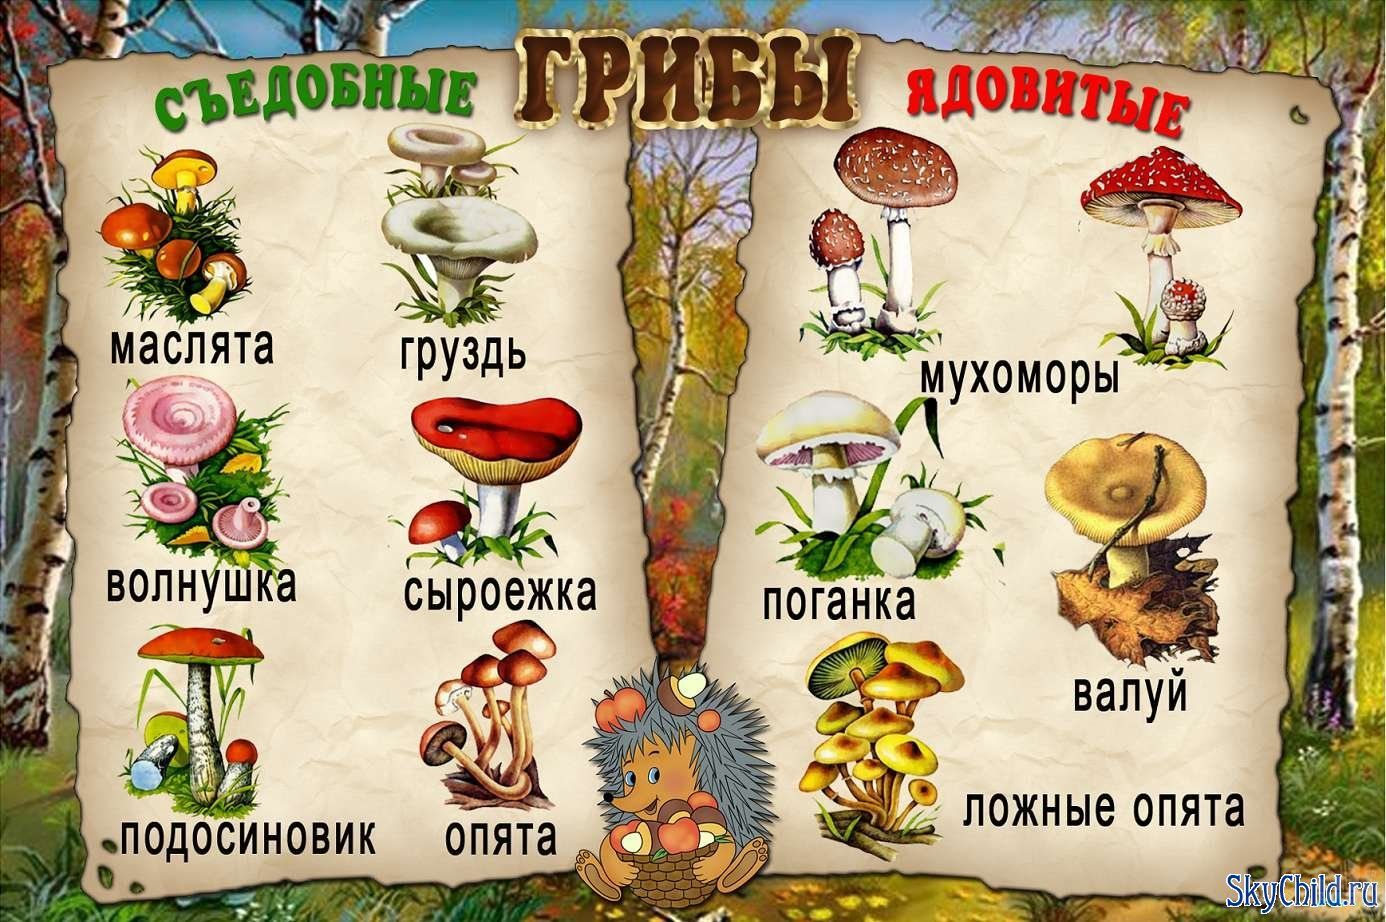 ГРИБЫ
СЪЕДОБНЫЕ
маслята
груздь
волнушка
сыроежка
подосиновик
опята
ЯДОВИТЫЕ
мухоморы
поганка
валуй
ложные опята
SkyChild.ru